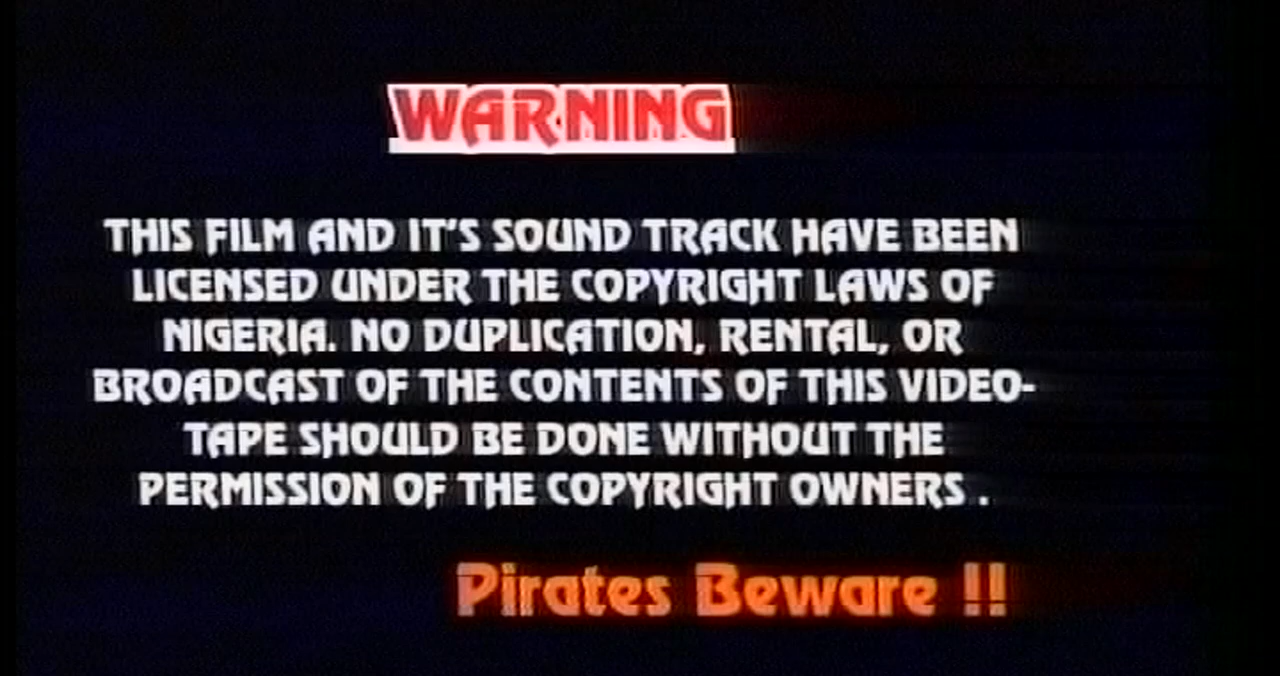 WARNING
THIS FILM AND IT'S SOUND TRACK HAVE BEEN
LICENSED UNDER THE COPYRIGHT LAWS OF
NIGERIA. NO DUPLICATION, RENTAL, OR
BROADCAST OF THE CONTENTS OF THIS VIDEO-
TAPE SHOULD BE DONE WITHOUT THE
PERMISSION OF THE COPYRIGHT OWNERS .
Pirates Beware !!